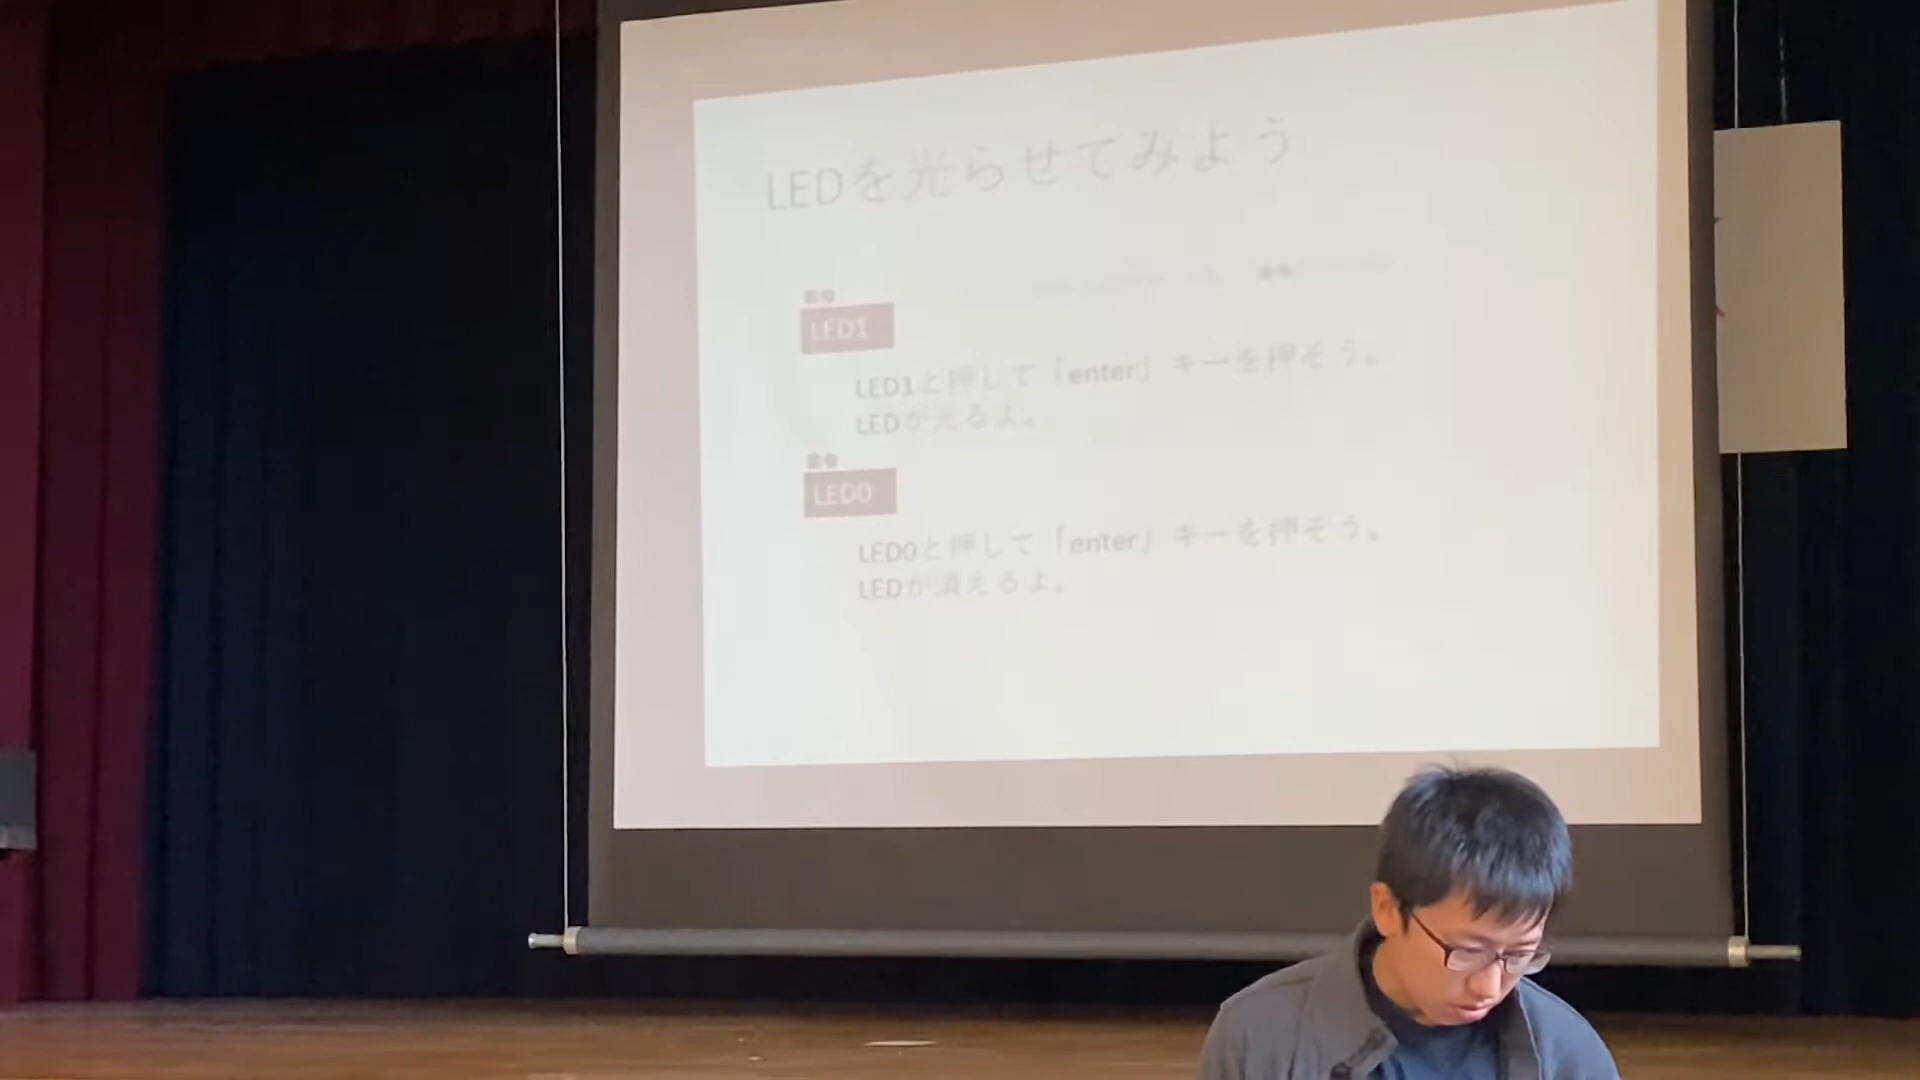 LEDを光らせてみよう
LED1
LED1と押して「enter」キーを押そう。
LEDが光るよ。
LED0
LED0と押して「enter」キーを押そう。
LEDが消えるよ。